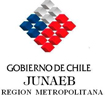 GOBIERNO DE CHILE
JUNAEB
REGION METROPOLITANA